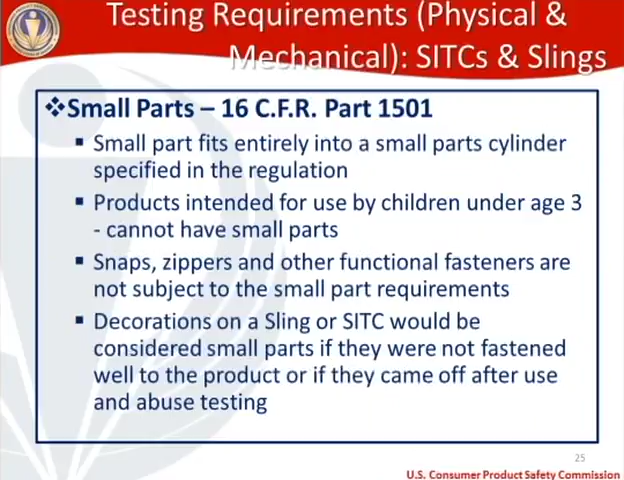 Testing Requirements (Physical &
Mechanical): SITCs & Slings
❖Small Parts – 16 C.F.R. Part 1501
▪ Small part fits entirely into a small parts cylinder
specified in the regulation
▪ Products intended for use by children under age 3
- cannot have small parts
▪ Snaps, zippers and other functional fasteners are
not subject to the small part requirements
▪ Decorations on a Sling or SITC would be
considered small parts if they were not fastened
well to the product or if they came off after use
and abuse testing
25
U.S. Consumer Product Safety Commission